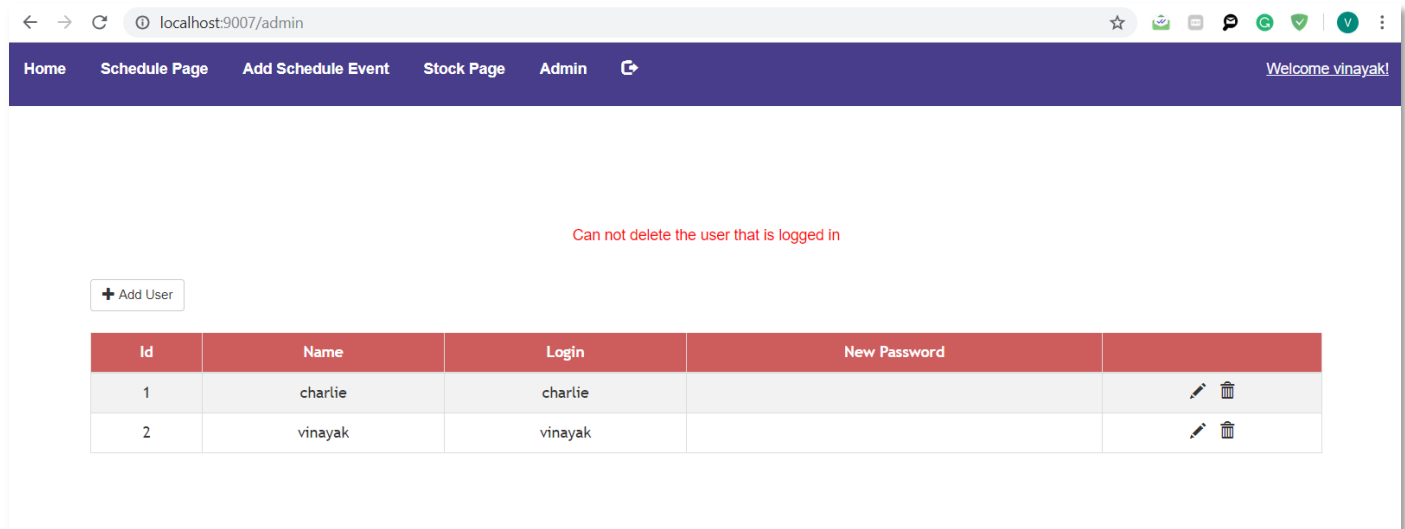 localhost:9007/admin
V
Home Schedule Page Add Schedule Event Stock Page Admin Welcome vinayak!
Can not delete the user that is logged in
Add User
Id Name Login New Password
1 charlie charlie
2 vinayak vinayak